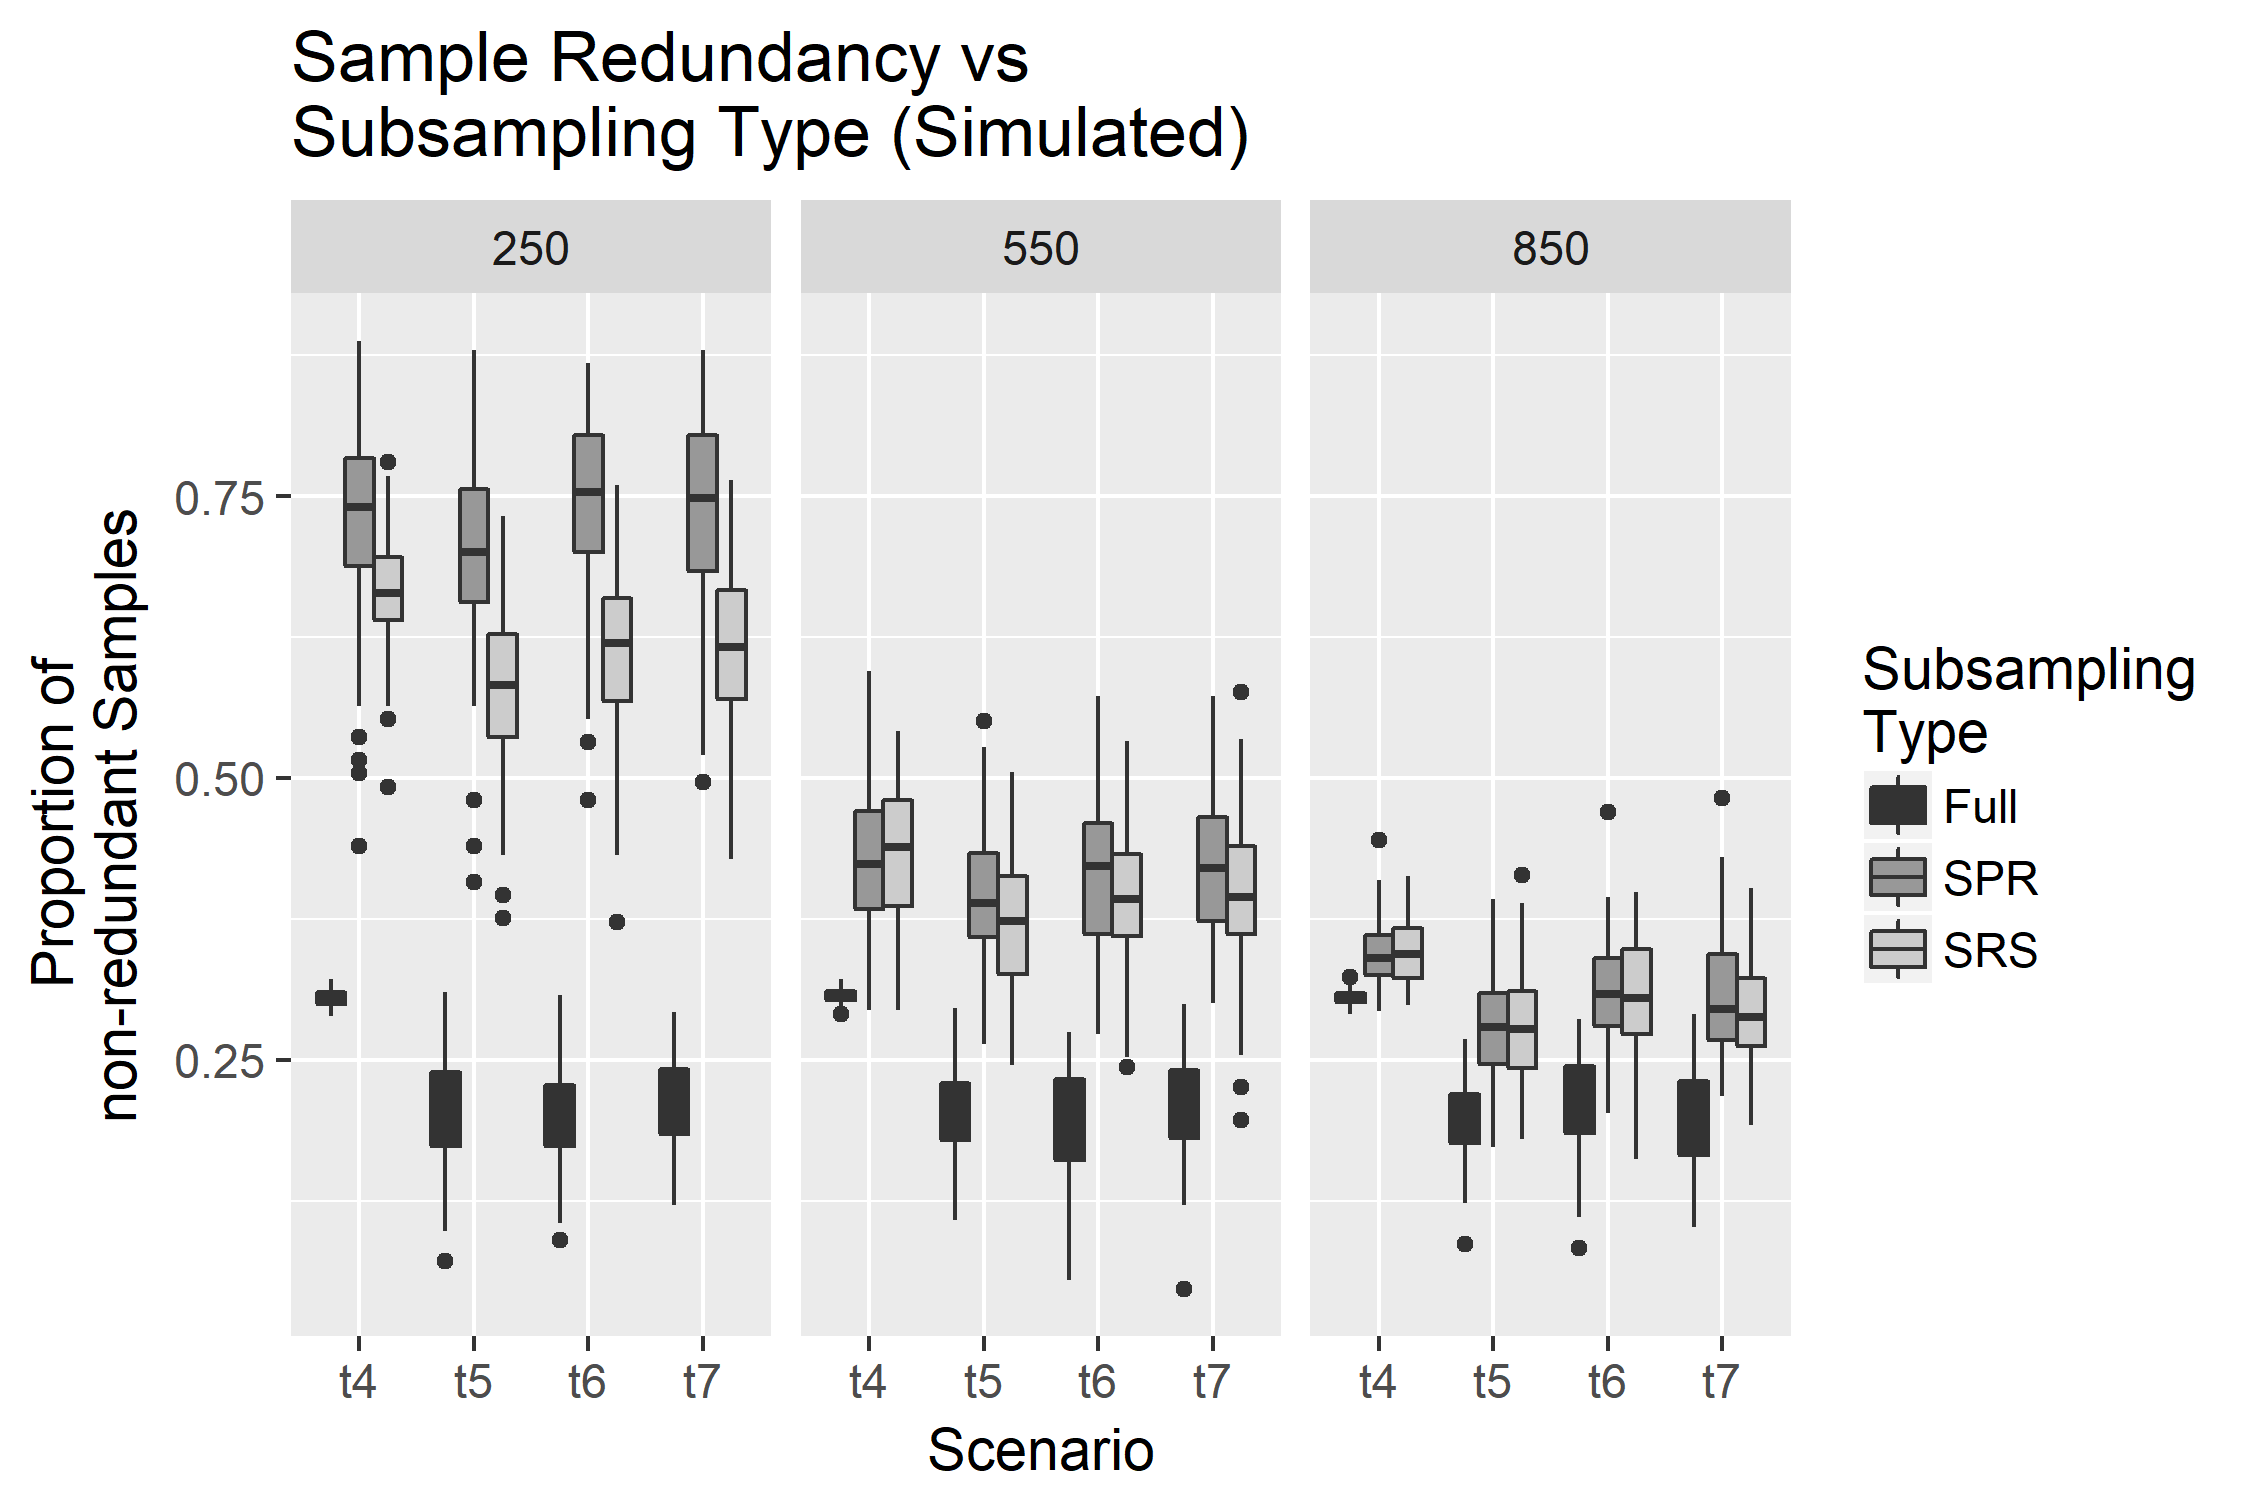 Sample Redundancy vs
Subsampling Type (Simulated)
250
550
850
Proportion of
non-redundant Samples
0.75
0.50
0.25
t4
t5
t6
t7
t4
t5
t6
t7
t4
t5
t6
t7
Scenario
Subsampling
Type
Full
SPR
SRS